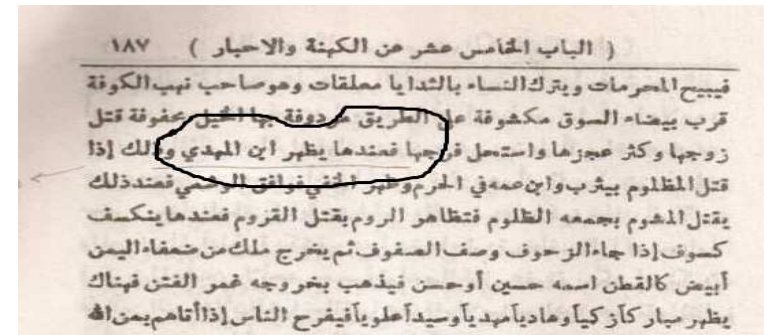 ( الباب الخامس عشر عن الكهنة والاحبار ) ١٨٧
فيبيح المحرمات ويترك النساء بالثدايا معلقات وهو صاحب نهب الكوفة
قرب بيضاء السوق مكشوفة على الطريق مردوفة بها الخيل محفوفة قتل
زوجها وكثر عجزها واستحل فرجها فعندها يظهر ابن المهدي وذلك إذا
قتل المظلوم بيثرب وابن عمه في الحرم وظهر الخفي فوافق الوشمي فعند ذلك
يقتل المشوم بجمعه الظلوم فتظاهر الروم بقتل القزوم فعندها ينكسف
كسوف إذا جاء الزحوف وصف الصفوف ثم يخرج ملك من صنعاء اليمن
أبيض كالقطن اسمه حسين أو حسن فيذهب بخروجه غمر الفتن فهناك
يظهر مباركاً زكياً وهادياً مهدياً وسيداً علوياً فيفرح الناس إذا أتاهم بمن الله